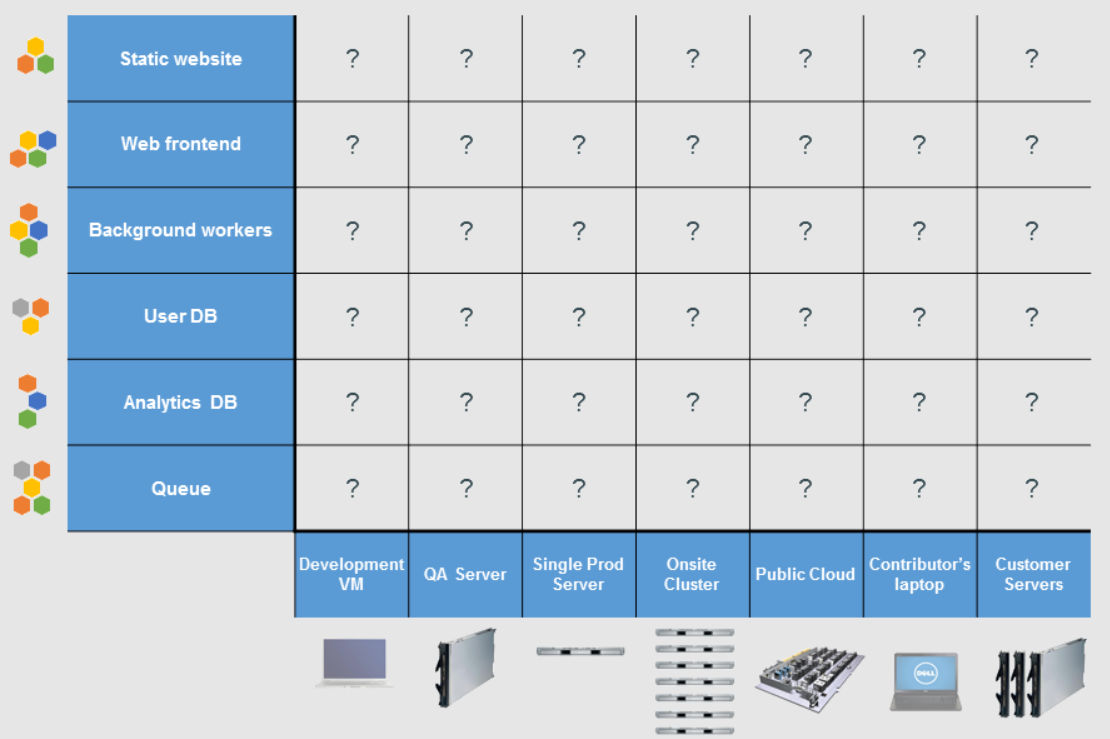 Static website ? ? ? ? ? ? ?
Web frontend ? ? ? ? ? ? ?
Background workers ? ? ? ? ? ? ?
User DB ? ? ? ? ? ? ?
Analytics DB ? ? ? ? ? ? ?
Queue ? ? ? ? ? ? ?
Development
VM
QA Server
Single Prod
Server
Onsite
Cluster
Public Cloud
Contributor’s
laptop
Customer
Servers
DELL